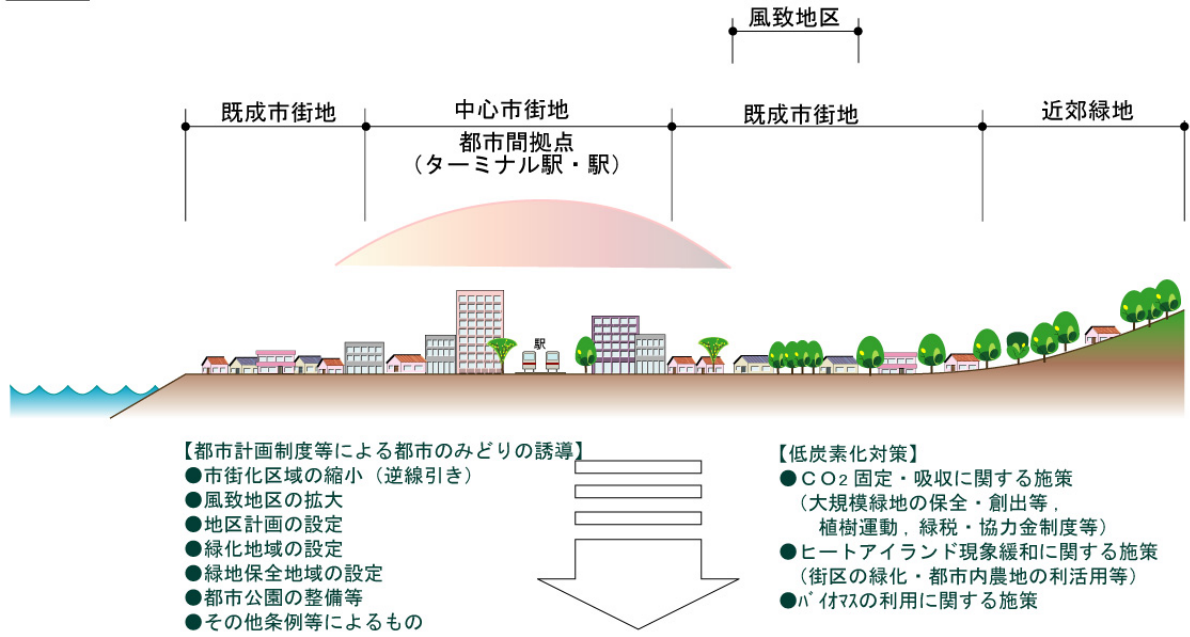 風致地区
既成市街地
中心市街地
既成市街地
近郊緑地
都市間拠点
（ターミナル駅・駅）
駅
【都市計画制度等による都市のみどりの誘導】
●市街化区域の縮小（逆線引き）
●風致地区の拡大
●地区計画の設定
●緑化地域の設定
●緑地保全地域の設定
●都市公園の整備等
●その他条例等によるもの
【低炭素化対策】
●ＣＯ₂固定・吸収に関する施策
（大規模緑地の保全・創出等，
植樹運動，緑税・協力金制度等）
●ヒートアイランド現象緩和に関する施策
（街区の緑化・都市内農地の利活用等）
●ﾊﾞｲｵﾏｽの利用に関する施策